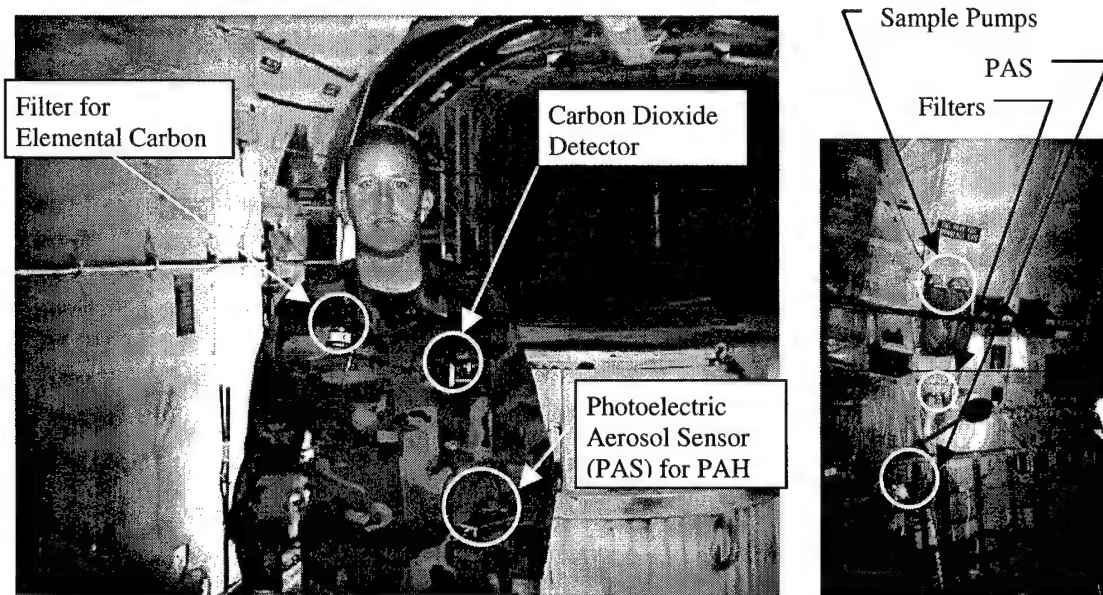 Filter for
Elemental Carbon
Carbon Dioxide
Detector
Photoelectric
Aerosol Sensor
(PAS) for PAH
Sample Pumps
PAS
Filters